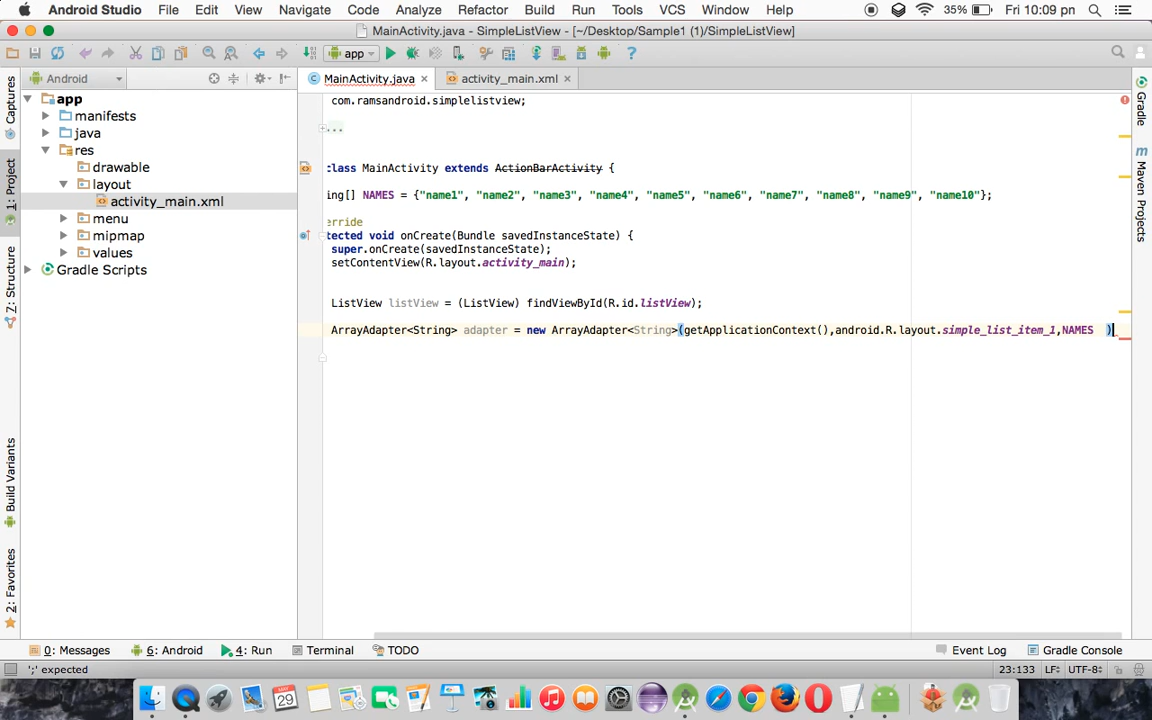 Android Studio File Edit View Navigate Code Analyze Refactor Build Run Tools VCS Window Help 35% Fri 10:09 pm
MainActivity.java - SimpleListView - [~/Desktop/Sample1 (1)/SimpleListView]
app
Android
MainActivity.java
activity_main.xml
Captures
1: Project
7: Structure
Build Variants
2: Favorites
app
manifests
java
res
drawable
layout
activity_main.xml
menu
mipmap
values
Gradle Scripts
com.ramsandroid.simplelistview;
...
class MainActivity extends ActionBarActivity {
ing[] NAMES = {"name1", "name2", "name3", "name4", "name5", "name6", "name7", "name8", "name9", "name10"};
erride
tected void onCreate(Bundle savedInstanceState) {
super.onCreate(savedInstanceState);
setContentView(R.layout.activity_main);
ListView listView = (ListView) findViewById(R.id.listView);
ArrayAdapter<String> adapter = new ArrayAdapter<String>(getApplicationContext(),android.R.layout.simple_list_item_1,NAMES )
Gradle
Maven Projects
0: Messages
6: Android
4: Run
Terminal
TODO
Event Log
Gradle Console
';' expected
23:133
LF
UTF-8
29